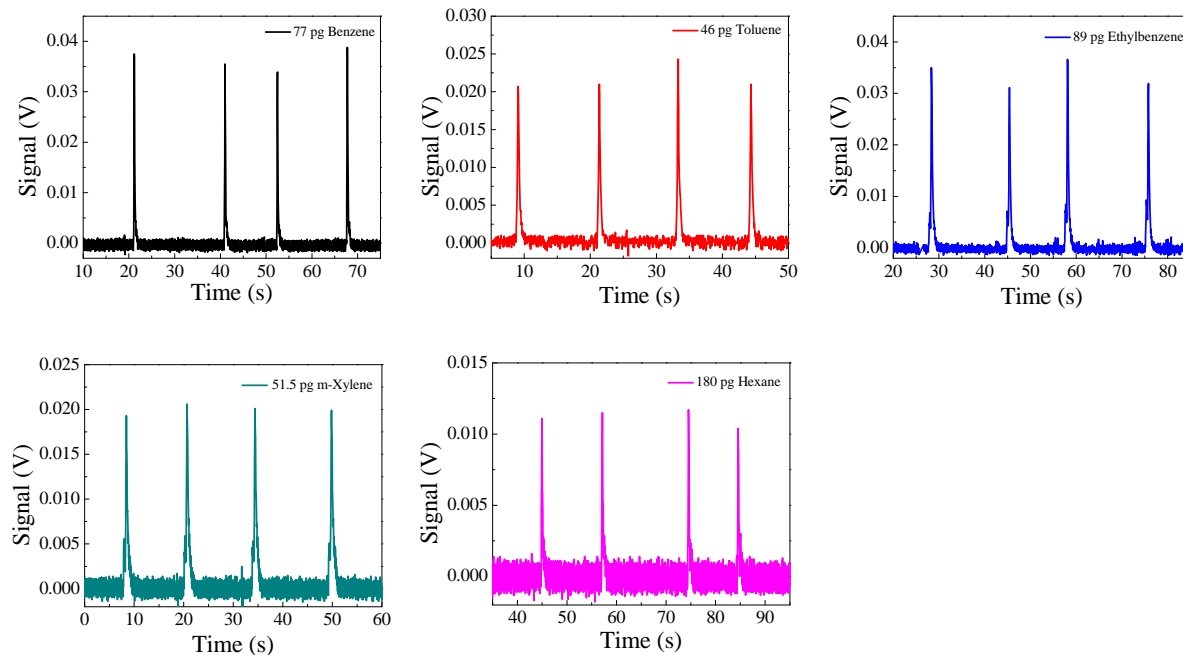 77 pg Benzene
0.04
0.03
0.02
0.01
0.00
Signal (V)
10 20 30 40 50 60 70
Time (s)
46 pg Toluene
0.030
0.025
0.020
0.015
0.010
0.005
0.000
Signal (V)
10 20 30 40 50
Time (s)
89 pg Ethylbenzene
0.04
0.03
0.02
0.01
0.00
Signal (V)
20 30 40 50 60 70 80
Time (s)
51.5 pg m-Xylene
0.025
0.020
0.015
0.010
0.005
0.000
Signal (V)
0 10 20 30 40 50 60
Time (s)
180 pg Hexane
0.015
0.010
0.005
0.000
Signal (V)
40 50 60 70 80 90
Time (s)